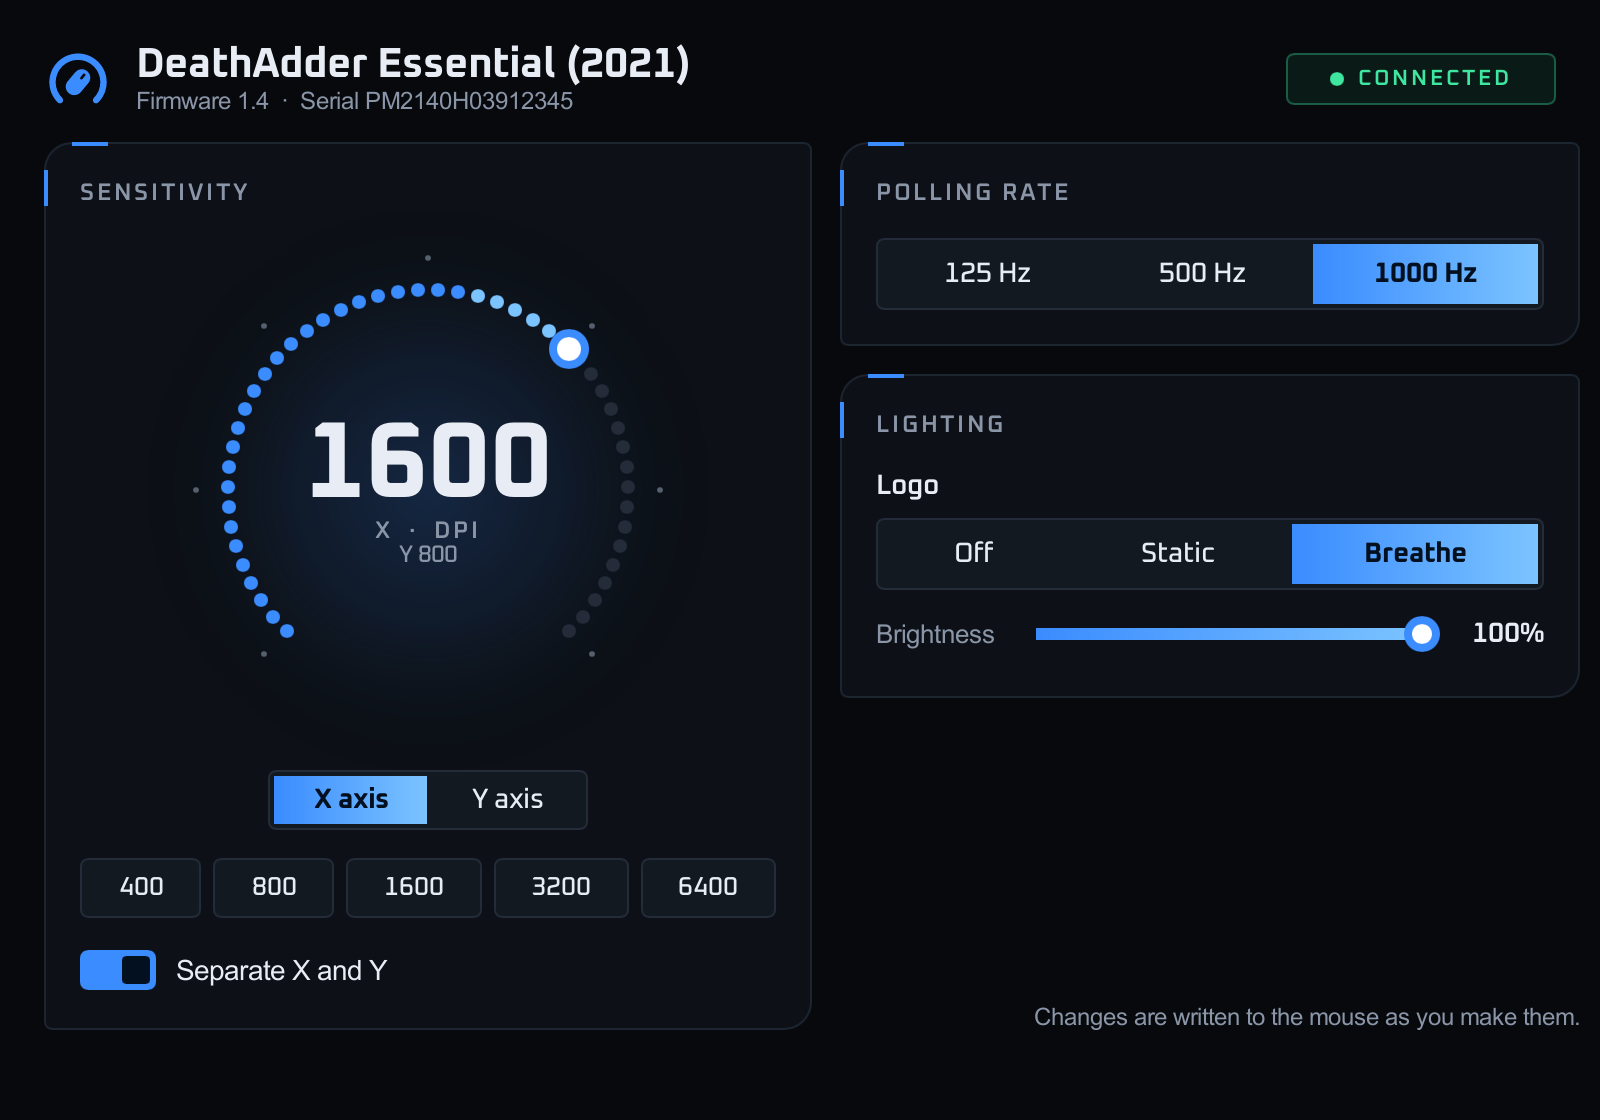 DeathAdder Essential (2021)
Firmware 1.4 · Serial PM2140H03912345
CONNECTED
SENSITIVITY
1600
X · DPI
Y 800
X axis Y axis
400 800 1600 3200 6400
Separate X and Y
POLLING RATE
125 Hz 500 Hz 1000 Hz
LIGHTING
Logo
Off Static Breathe
Brightness 100%
Changes are written to the mouse as you make them.